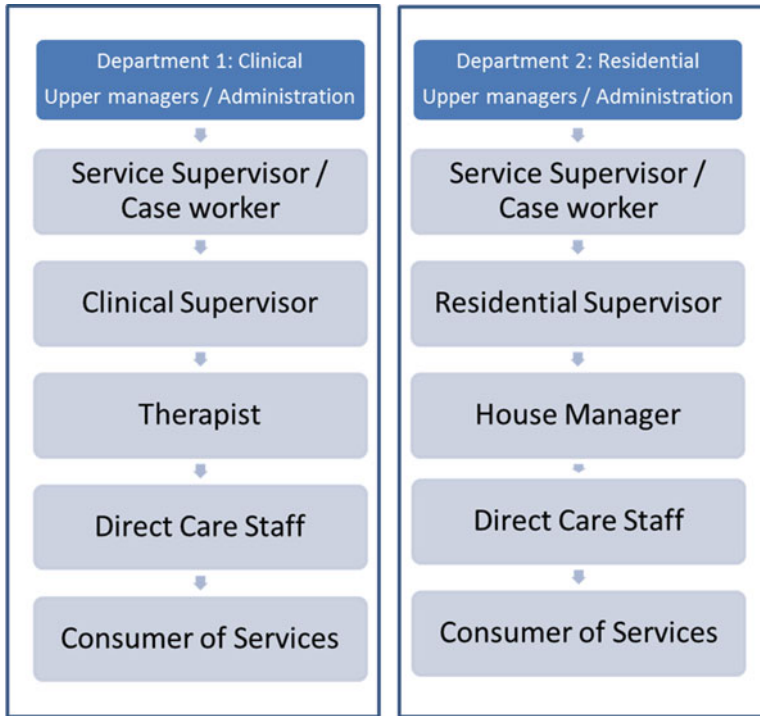 Department 1: Clinical
Upper managers / Administration
Service Supervisor /
Case worker
Clinical Supervisor
Therapist
Direct Care Staff
Consumer of Services
Department 2: Residential
Upper managers / Administration
Service Supervisor /
Case worker
Residential Supervisor
House Manager
Direct Care Staff
Consumer of Services